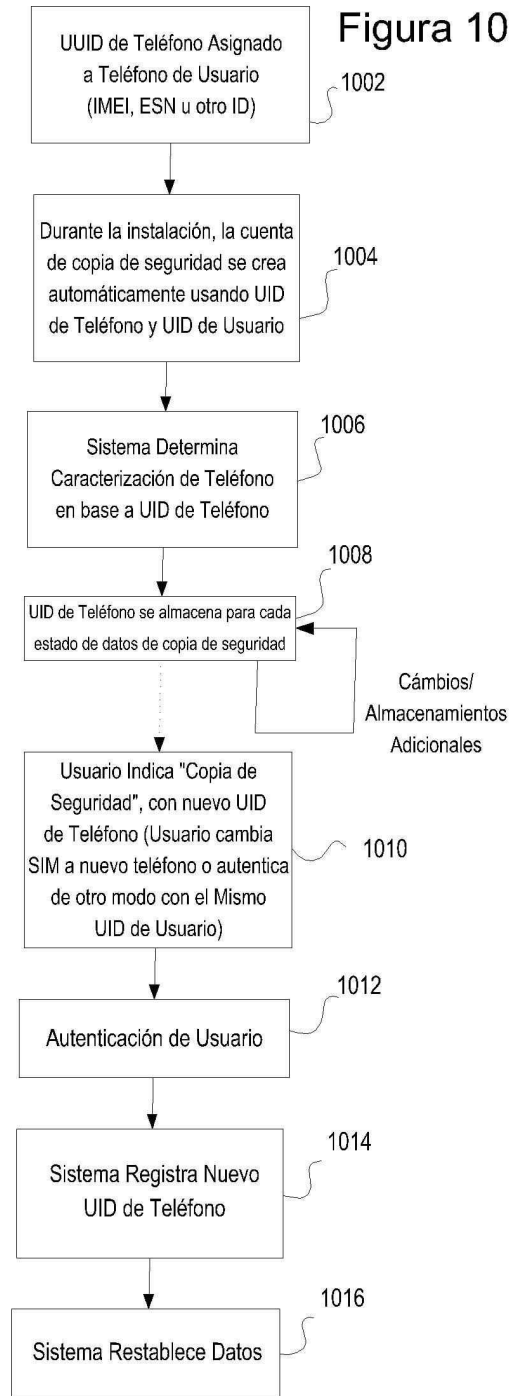 Figura 10
UUID de Teléfono Asignado
a Teléfono de Usuario
(IMEI, ESN u otro ID)
1002
Durante la instalación, la cuenta
de copia de seguridad se crea
automáticamente usando UID
de Teléfono y UID de Usuario
1004
Sistema Determina
Caracterización de Teléfono
en base a UID de Teléfono
1006
UID de Teléfono se almacena para cada
estado de datos de copia de seguridad
1008
Cámbios/
Almacenamientos
Adicionales
Usuario Indica "Copia de
Seguridad", con nuevo UID
de Teléfono (Usuario cambia
SIM a nuevo teléfono o autentica
de otro modo con el Mismo
UID de Usuario)
1010
Autenticación de Usuario
1012
Sistema Registra Nuevo
UID de Teléfono
1014
Sistema Restablece Datos
1016